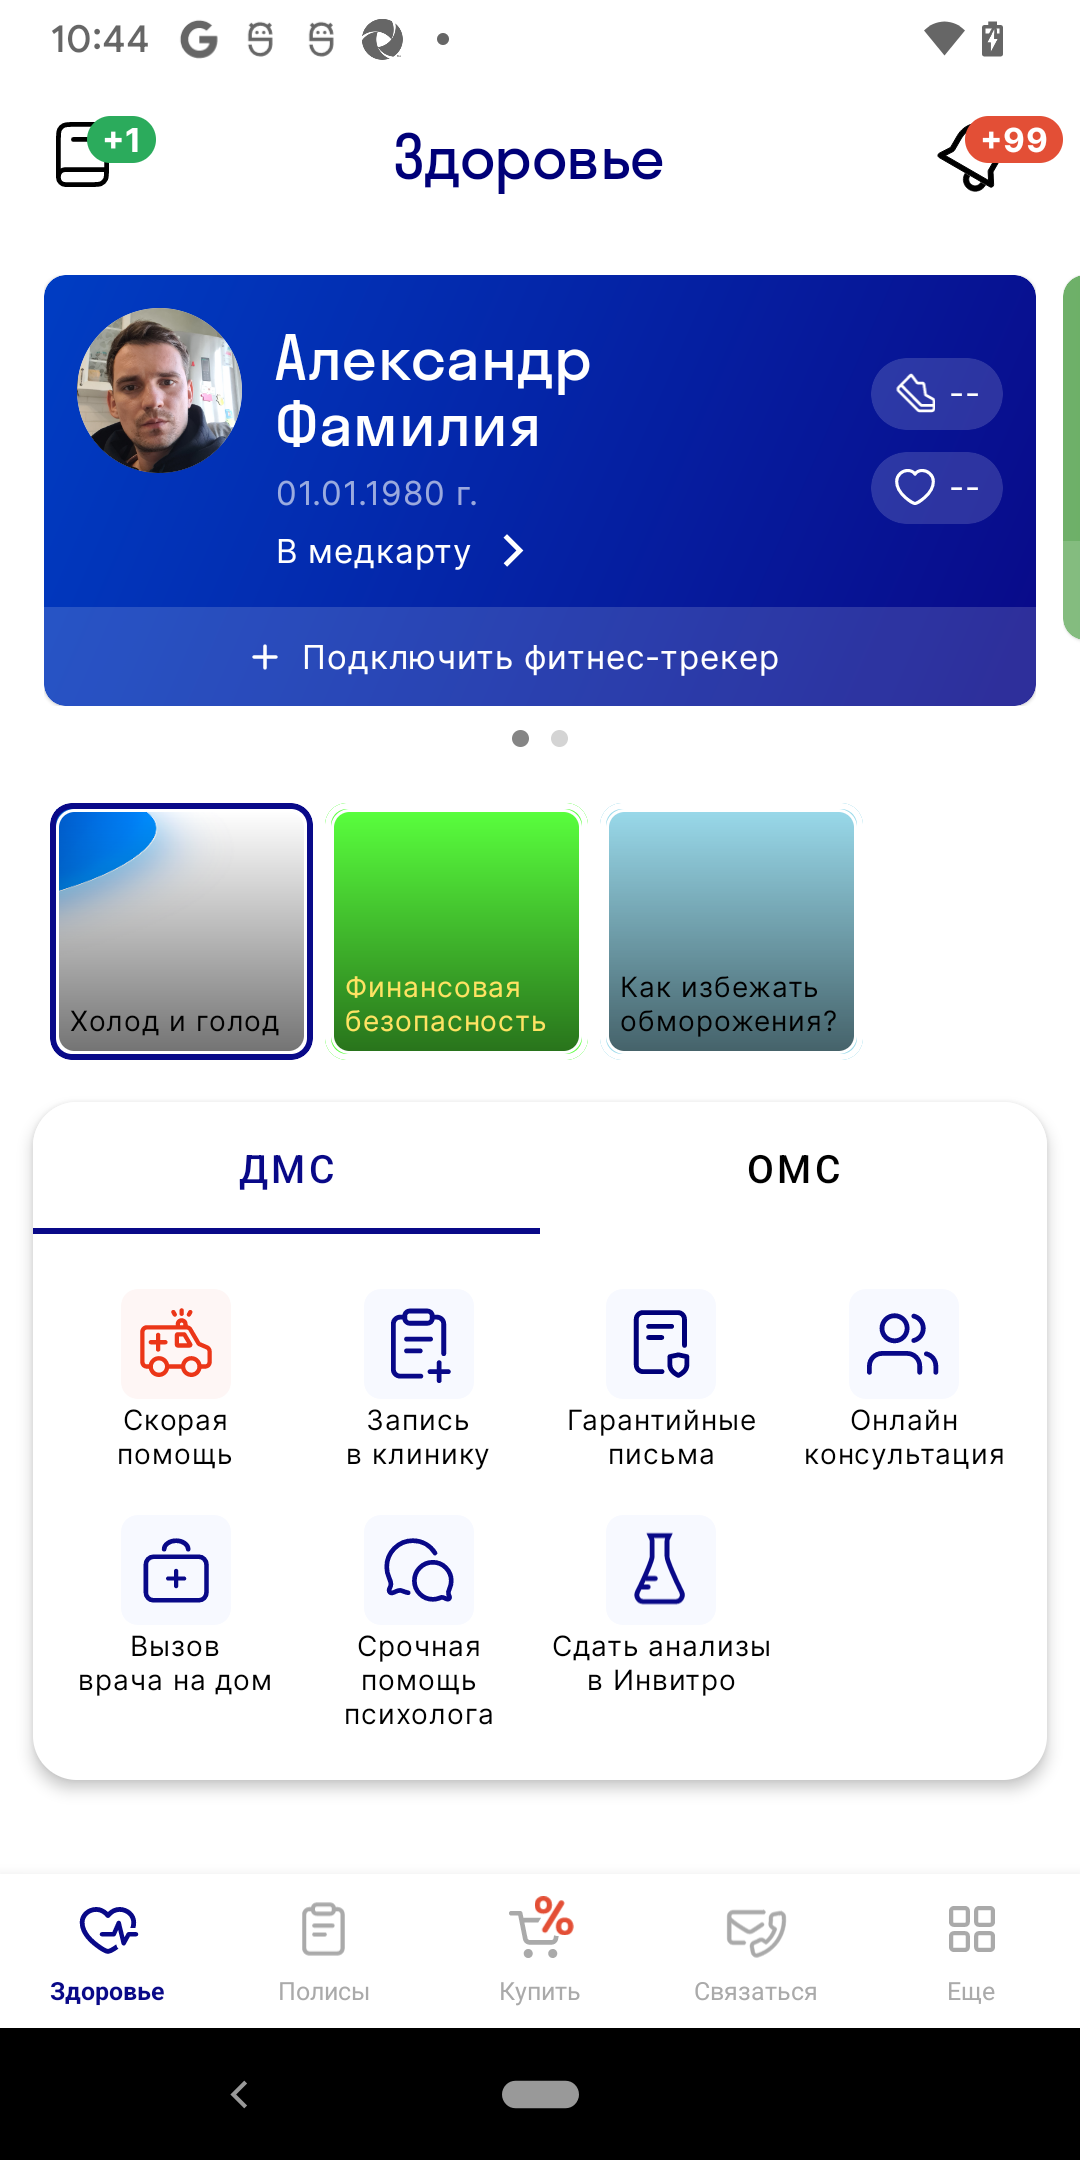 10:44
+1
Здоровье
+99
Александр
Фамилия
01.01.1980 г.
В медкарту
--
--
+ Подключить фитнес-трекер
Холод и голод
Финансовая
безопасность
Как избежать
обморожения?
ДМС
ОМС
Скорая
помощь
Запись
в клинику
Гарантийные
письма
Онлайн
консультация
Вызов
врача на дом
Срочная
помощь
психолога
Сдать анализы
в Инвитро
Здоровье
Полисы
%
Купить
Связаться
Еще